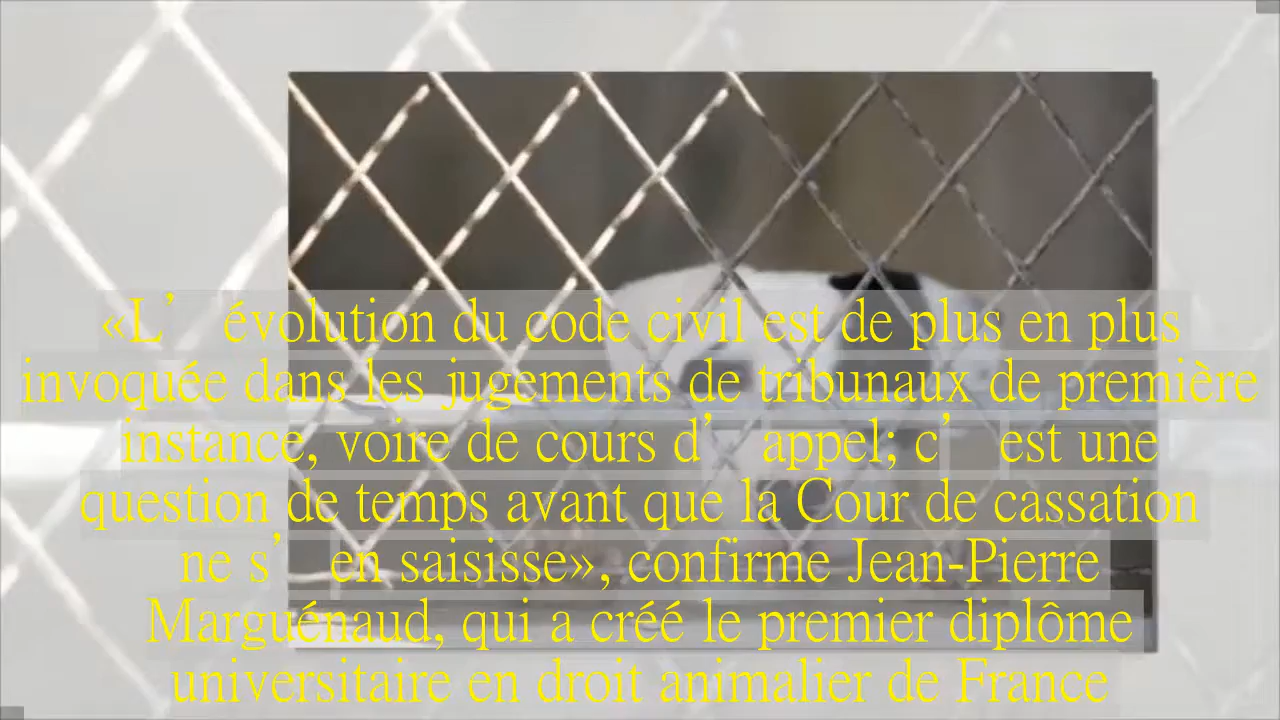 «L’ évolution du code civil est de plus en plus
invoquée dans les jugements de tribunaux de première
instance, voire de cours d’ appel; c’ est une
question de temps avant que la Cour de cassation
ne s’ en saisisse», confirme Jean-Pierre
Marguénaud, qui a créé le premier diplôme
universitaire en droit animalier de France